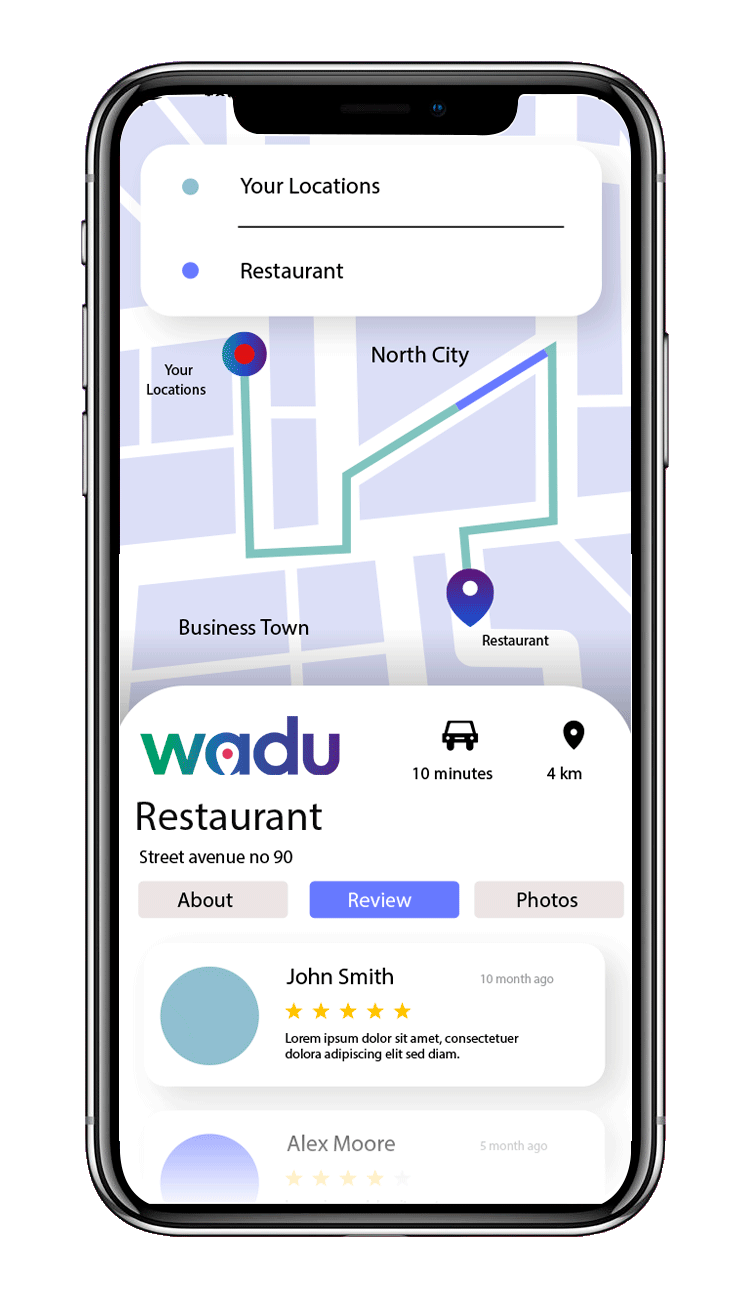 Your Locations
Restaurant
North City
Your
Locations
Business Town
Restaurant
wadu
10 minutes
4 km
Restaurant
Street avenue no 90
About
Review
Photos
John Smith
10 month ago
Lorem ipsum dolor sit amet, consectetuer
dolora adipiscing elit sed diam.
Alex Moore
5 month ago